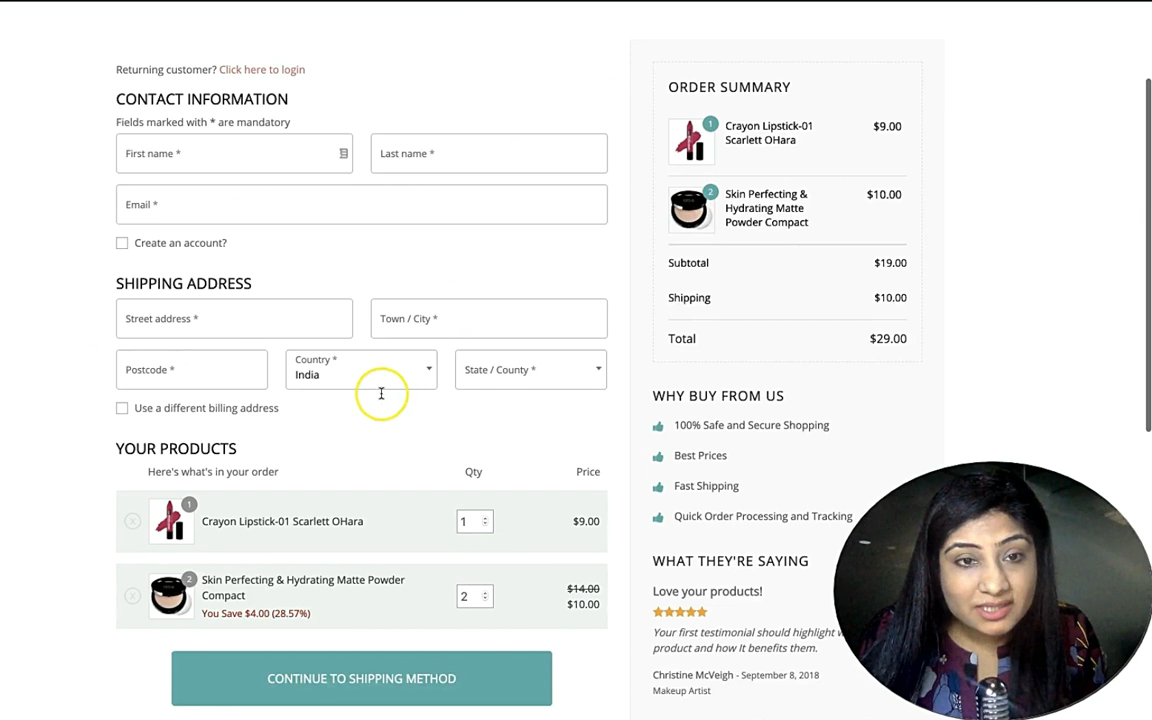 Returning customer? Click here to login
CONTACT INFORMATION
Fields marked with * are mandatory
First name *
Last name *
Email *
Create an account?
SHIPPING ADDRESS
Street address *
Town / City *
Postcode *
Country *
India
State / County *
Use a different billing address
YOUR PRODUCTS
Here's what's in your order
Qty
Price
1
Crayon Lipstick-01 Scarlett OHara
1
$9.00
2
Skin Perfecting & Hydrating Matte Powder
Compact
You Save $4.00 (28.57%)
2
$14.00
$10.00
CONTINUE TO SHIPPING METHOD
ORDER SUMMARY
1
Crayon Lipstick-01
Scarlett OHara
$9.00
2
Skin Perfecting &
Hydrating Matte
Powder Compact
$10.00
Subtotal
$19.00
Shipping
$10.00
Total
$29.00
WHY BUY FROM US
100% Safe and Secure Shopping
Best Prices
Fast Shipping
Quick Order Processing and Tracking
WHAT THEY'RE SAYING
Love your products!
Your first testimonial should highlight
product and how It benefits them.
Christine McVeigh - September 8, 2018
Makeup Artist